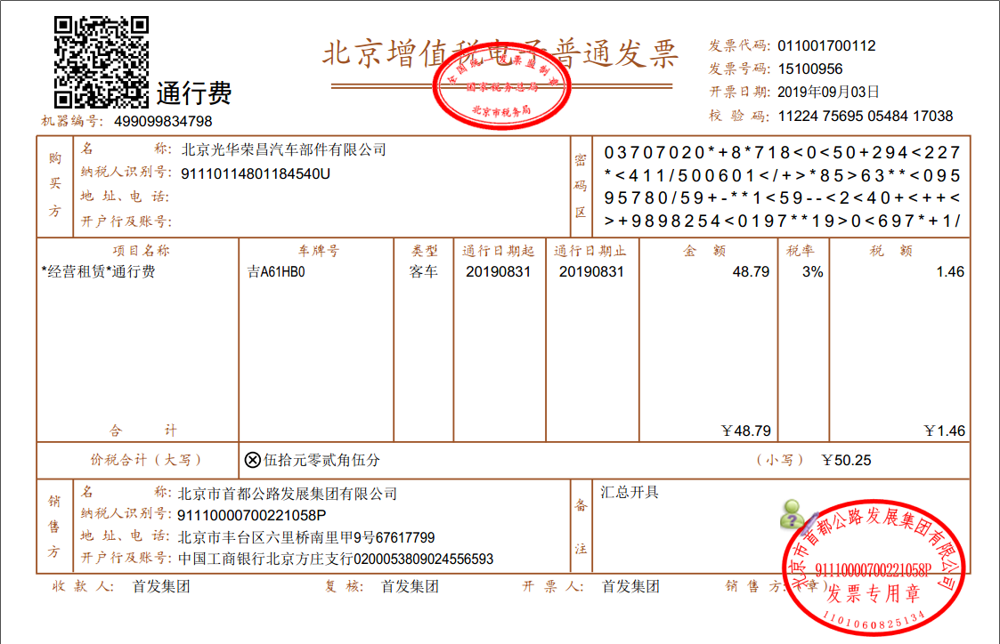 北京增值税电子普通发票
通行费
机器编号: 499099834798
发票代码: 011001700112
发票号码: 15100956
开票日期: 2019年09月03日
校 验 码: 11224 75695 05484 17038
全国统一发票监制章
国家税务总局
北京市税务局
购买方
名 称: 北京光华荣昌汽车部件有限公司
纳税人识别号: 91110114801184540U
地 址、电 话:
开户行及账号:
密码区
03707020*+8*718<0<50+294<227
*<411/500601</+>*85>63**<095
95780/59+-**1<59--<2<40+<++<
>+9898254<0197**19>0<697*+1/
项目名称 车牌号 类型 通行日期起 通行日期止 金 额 税率 税 额
*经营租赁*通行费 吉A61HB0 客车 20190831 20190831 48.79 3% 1.46
合 计 ￥48.79 ￥1.46
价税合计（大写） ⊗伍拾元零贰角伍分 （小写） ￥50.25
销售方
名 称: 北京市首都公路发展集团有限公司
纳税人识别号: 91110000700221058P
地 址、电 话: 北京市丰台区六里桥南里甲9号67617799
开户行及账号: 中国工商银行北京方庄支行0200053809024556593
备注
汇总开具
收 款 人: 首发集团 复 核: 首发集团 开 票 人: 首发集团 销 售 方:（章）
北京市首都公路发展集团有限公司
91110000700221058P
发票专用章
1101060825134